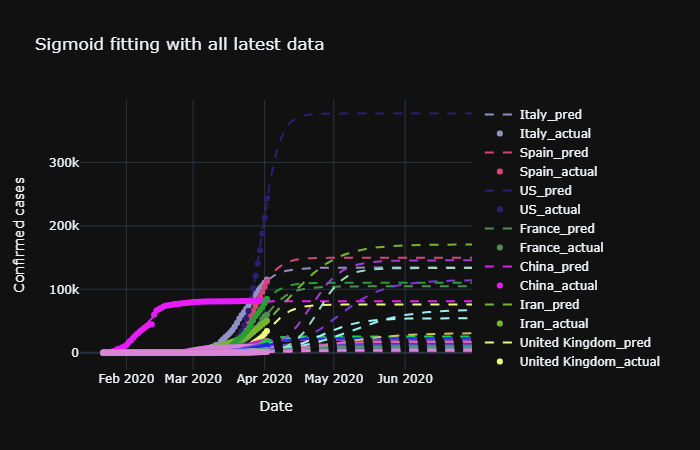 Sigmoid fitting with all latest data
Confirmed cases
300k
200k
100k
0
Feb 2020
Mar 2020
Apr 2020
May 2020
Jun 2020
Date
Italy_pred
Italy_actual
Spain_pred
Spain_actual
US_pred
US_actual
France_pred
France_actual
China_pred
China_actual
Iran_pred
Iran_actual
United Kingdom_pred
United Kingdom_actual